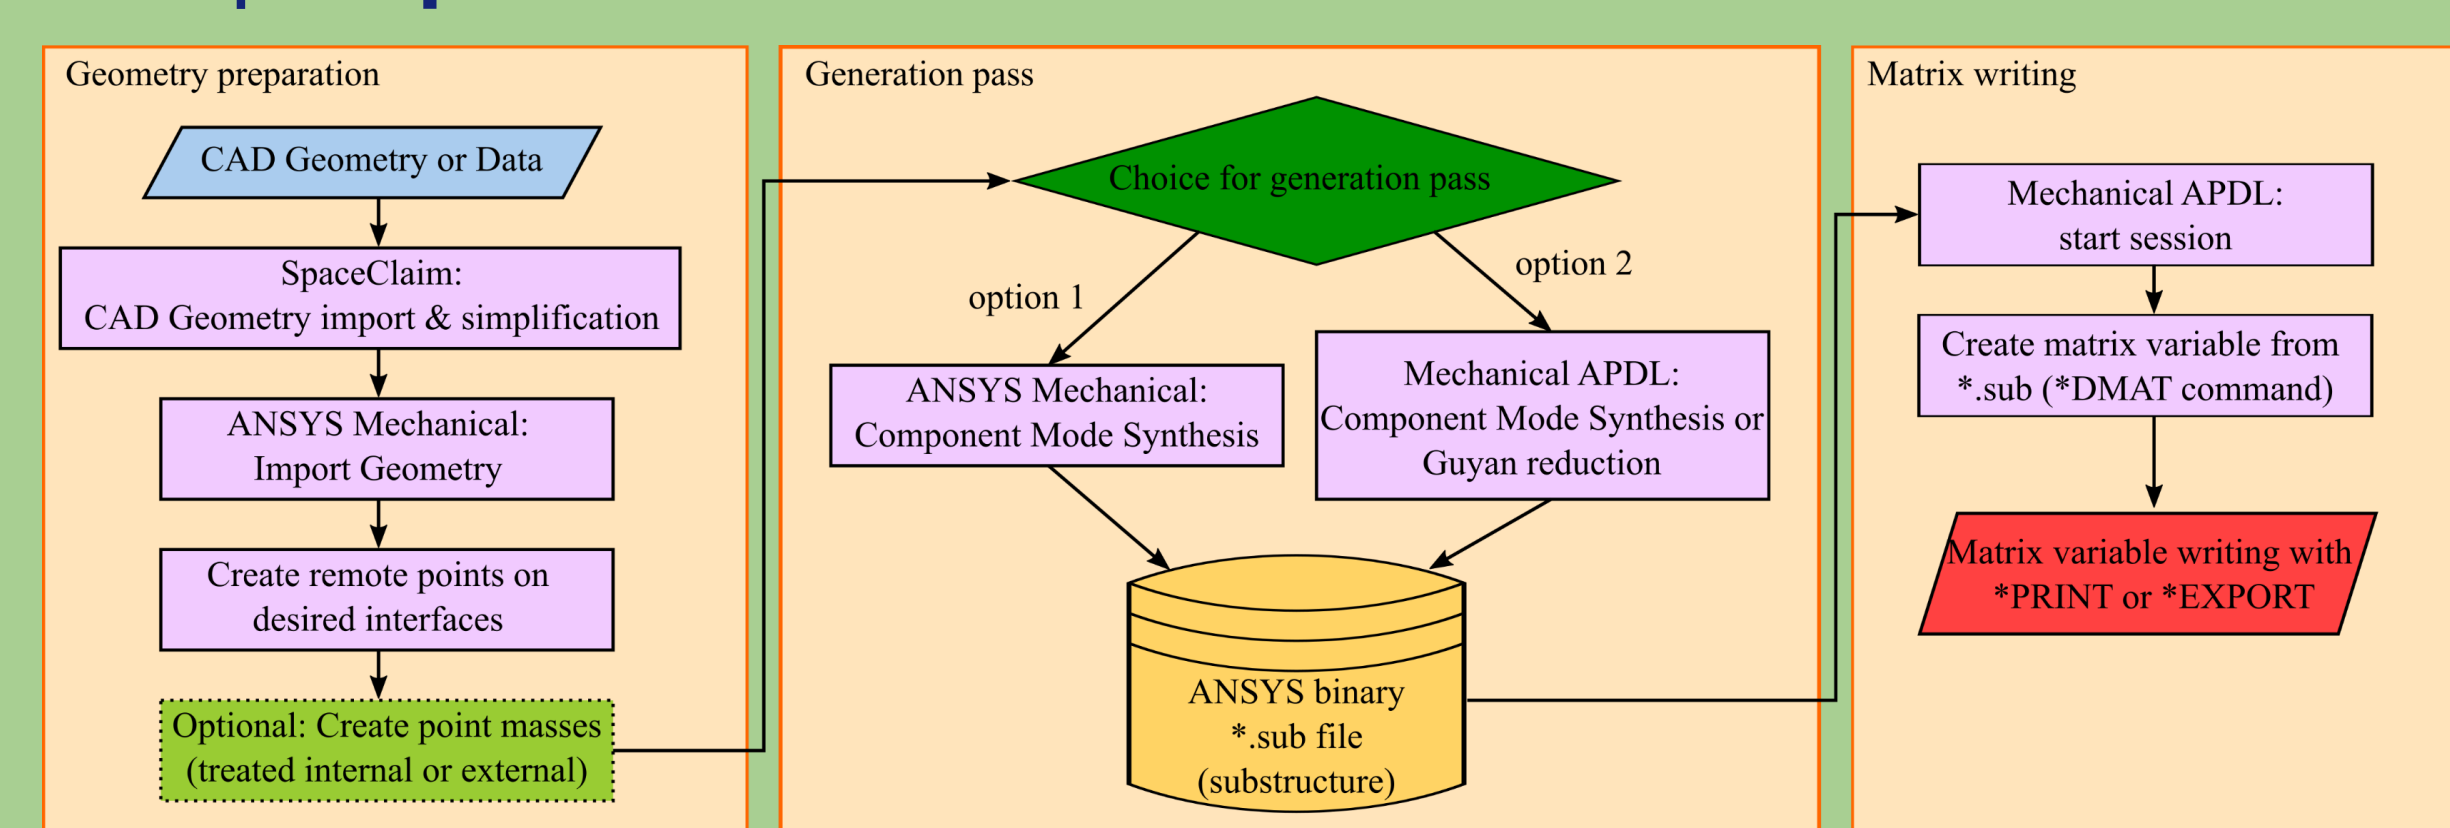 Geometry preparation
CAD Geometry or Data
SpaceClaim:
CAD Geometry import & simplification
ANSYS Mechanical:
Import Geometry
Create remote points on
desired interfaces
Optional: Create point masses
(treated internal or external)
Generation pass
Choice for generation pass
option 1
option 2
ANSYS Mechanical:
Component Mode Synthesis
Mechanical APDL:
Component Mode Synthesis or
Guyan reduction
ANSYS binary
*.sub file
(substructure)
Matrix writing
Mechanical APDL:
start session
Create matrix variable from
*.sub (*DMAT command)
Matrix variable writing with
*PRINT or *EXPORT